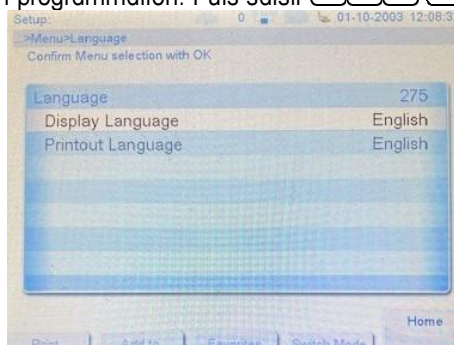 programmation. Puis saisir
Setup: 0 01-10-2003 12:08:3
>Menu>Language
Confirm Menu selection with OK
Language 275
Display Language English
Printout Language English
Home
Print Add to Favorites Switch Mode